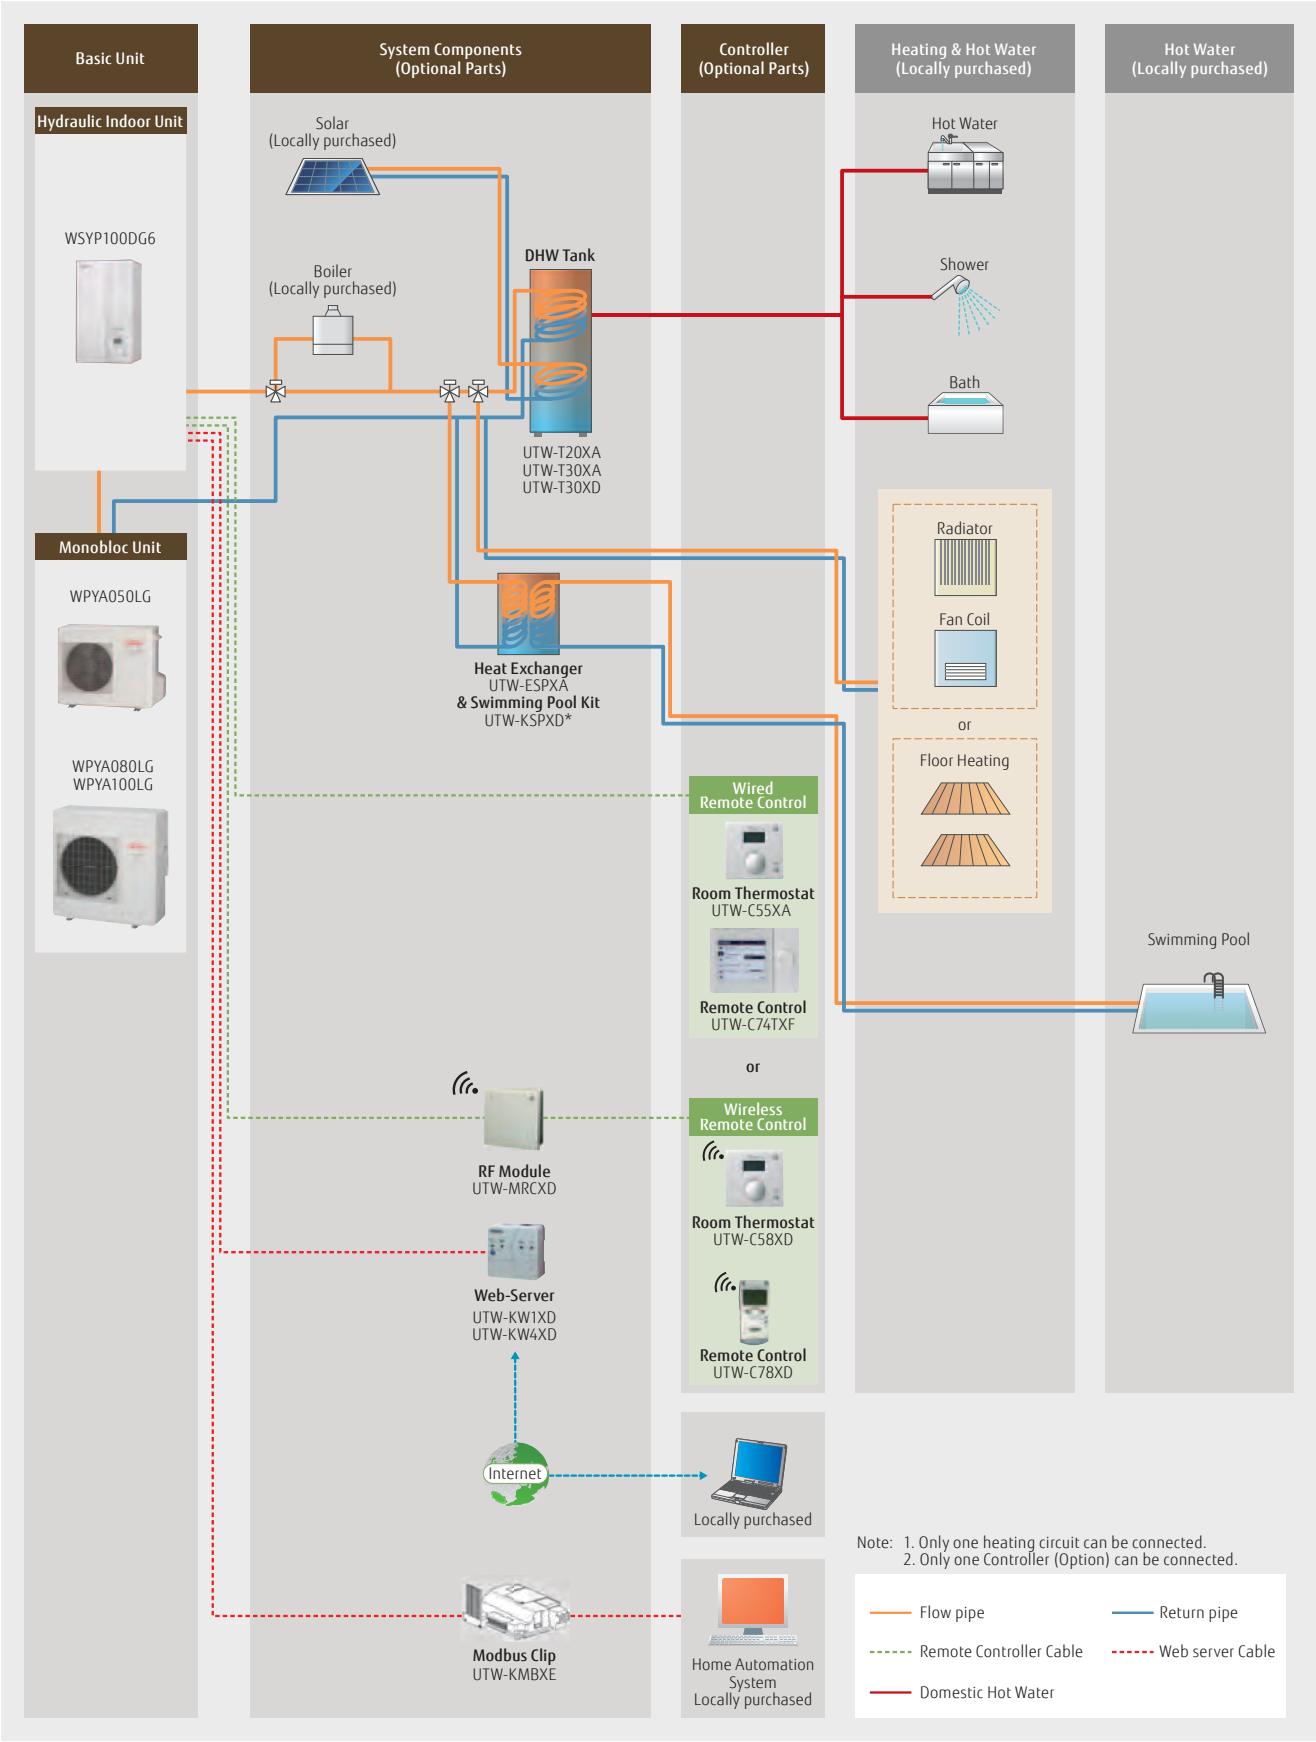 Basic Unit
System Components
(Optional Parts)
Controller
(Optional Parts)
Heating & Hot Water
(Locally purchased)
Hot Water
(Locally purchased)
Hydraulic Indoor Unit
WSYP100DG6
Monobloc Unit
WPYA050LG
WPYA080LG
WPYA100LG
Solar
(Locally purchased)
Boiler
(Locally purchased)
DHW Tank
UTW-T20XA
UTW-T30XA
UTW-T30XD
Heat Exchanger
UTW-ESPXA
& Swimming Pool Kit
UTW-KSPXD*
RF Module
UTW-MRCXD
Web-Server
UTW-KW1XD
UTW-KW4XD
Internet
Modbus Clip
UTW-KMBXE
Wired
Remote Control
Room Thermostat
UTW-C55XA
Remote Control
UTW-C74TXF
or
Wireless
Remote Control
Room Thermostat
UTW-C58XD
Remote Control
UTW-C78XD
Locally purchased
Home Automation
System
Locally purchased
Hot Water
Shower
Bath
Radiator
Fan Coil
or
Floor Heating
Swimming Pool
Note: 1. Only one heating circuit can be connected.
2. Only one Controller (Option) can be connected.
Flow pipe
Return pipe
Remote Controller Cable
Web server Cable
Domestic Hot Water